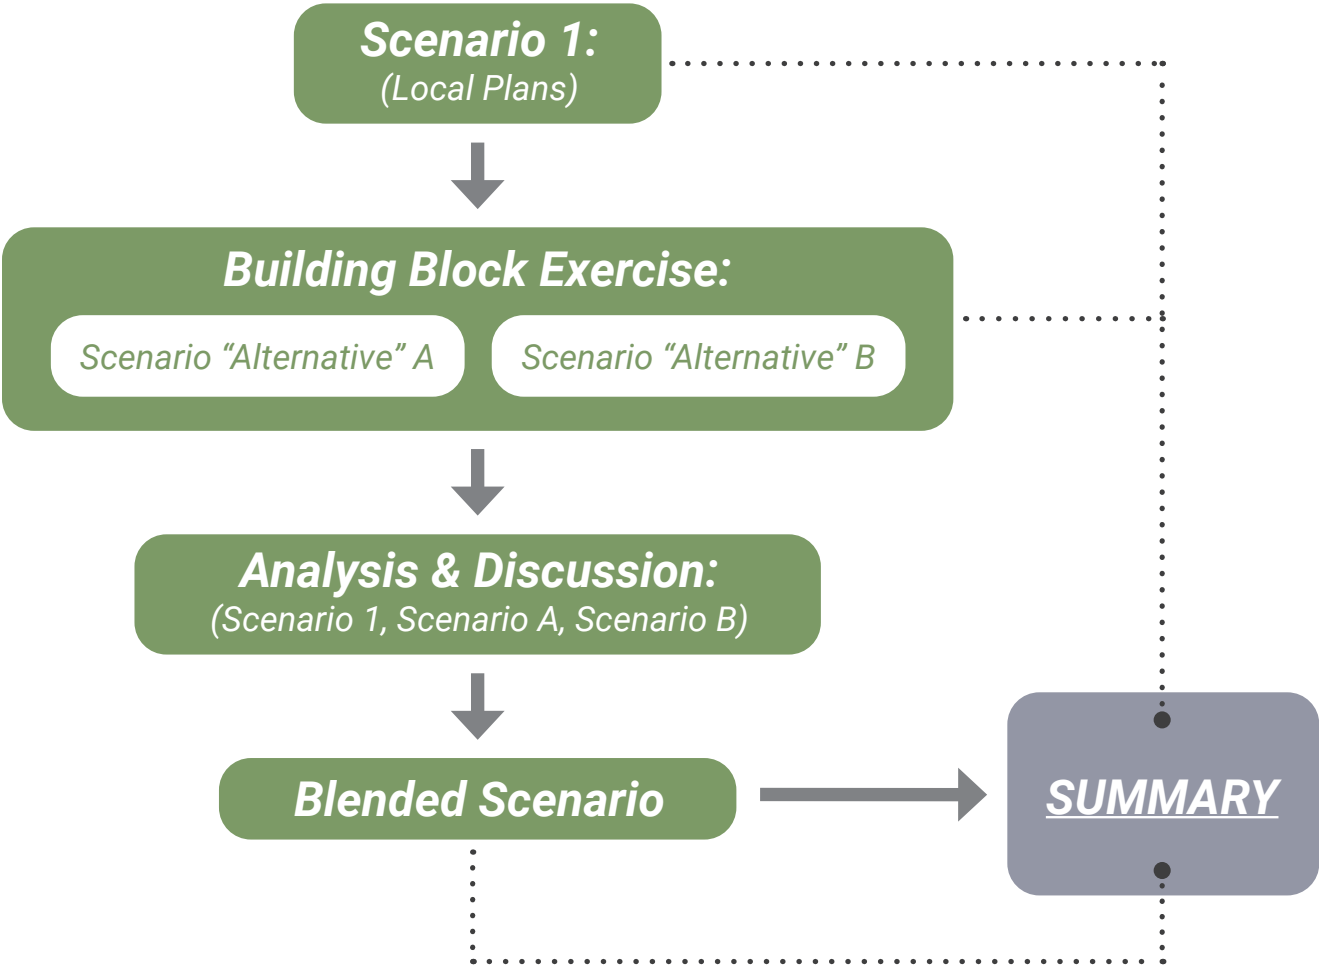 Scenario 1:
(Local Plans)
Building Block Exercise:
Scenario “Alternative” A
Scenario “Alternative” B
Analysis & Discussion:
(Scenario 1, Scenario A, Scenario B)
Blended Scenario
SUMMARY